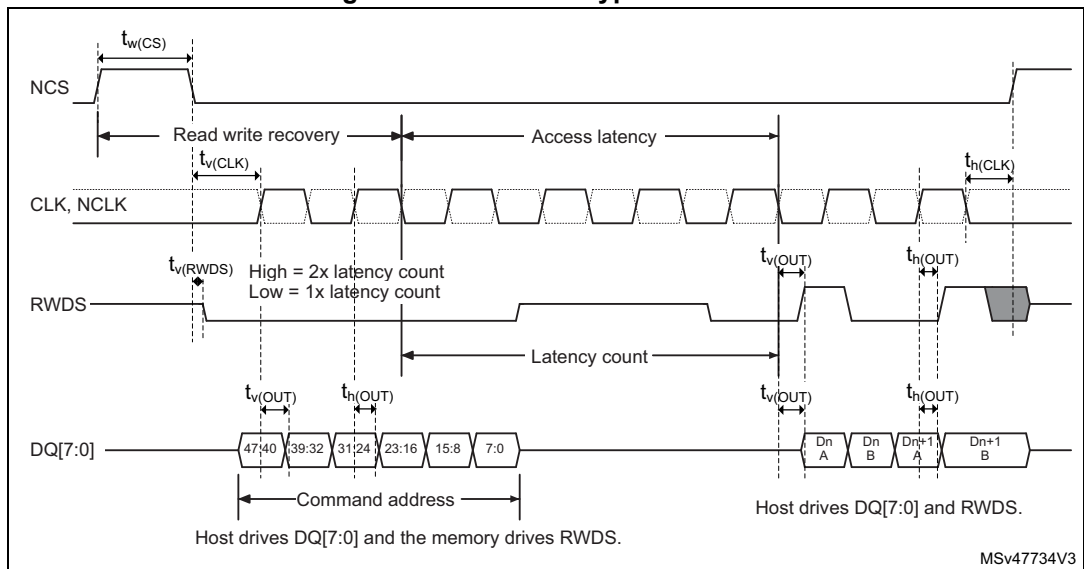 tw(CS)
NCS
Read write recovery
Access latency
tv(CLK)
th(CLK)
CLK, NCLK
tv(RWDS)
High = 2x latency count
Low = 1x latency count
tv(OUT)
th(OUT)
RWDS
Latency count
tv(OUT)
th(OUT)
tv(OUT)
th(OUT)
DQ[7:0]
47:40
39:32
31:24
23:16
15:8
7:0
Dn
A
Dn
B
Dn+1
A
Dn+1
B
Command address
Host drives DQ[7:0] and RWDS.
Host drives DQ[7:0] and the memory drives RWDS.
MSv47734V3